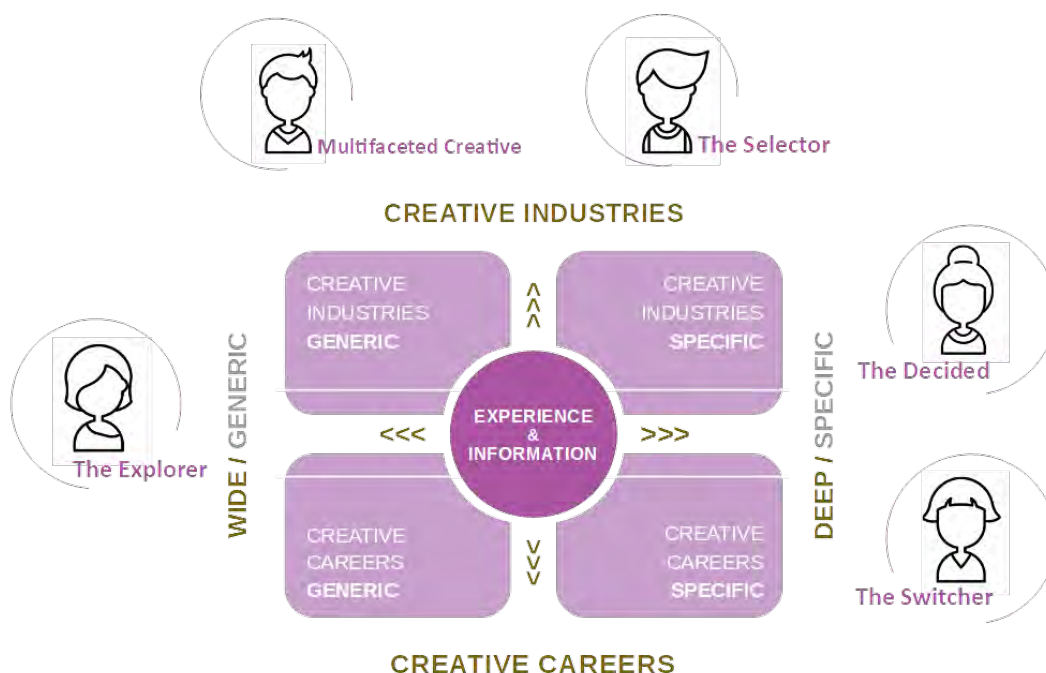 Multifaceted Creative
The Selector
CREATIVE INDUSTRIES
CREATIVE
INDUSTRIES
GENERIC
<<<
CREATIVE
INDUSTRIES
SPECIFIC
The Decided
WIDE / GENERIC
<<<
EXPERIENCE
&
INFORMATION
>>>
DEEP / SPECIFIC
The Explorer
CREATIVE
CAREERS
GENERIC
>>>
CREATIVE
CAREERS
SPECIFIC
The Switcher
CREATIVE CAREERS